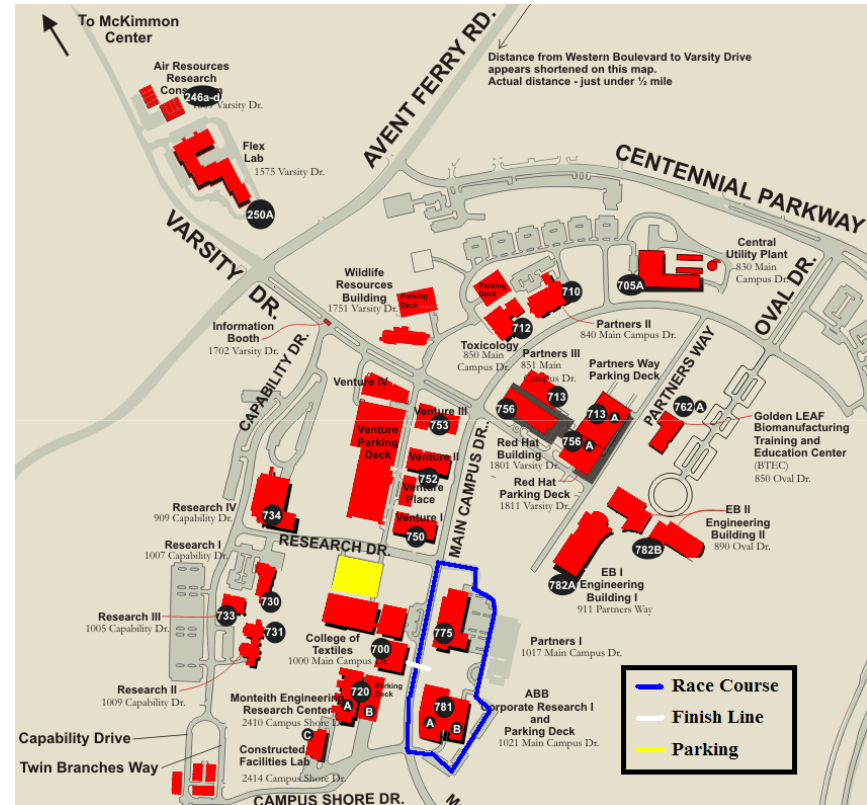 To McKimmon
Center
Air Resources
Research
246a-d
Varsity Dr.
Flex
Lab
1575 Varsity Dr.
250A
AVENT FERRY RD.
Distance from Western Boulevard to Varsity Drive
appears shortened on this map.
Actual distance - just under ½ mile
CENTENNIAL PARKWAY
VARSITY DR.
Central
Utility Plant
830 Main
Campus Dr.
705A
OVAL DR.
Wildlife
Resources
Building
1751 Varsity Dr.
Parking
Deck
Parking
Deck
710
712
Partners II
840 Main Campus Dr.
Toxicology
850 Main
Campus Dr.
Information
Booth
1702 Varsity Dr.
CAPABILITY DR.
Partners III
851 Main
Campus Dr.
713
Partners Way
Parking Deck
PARTNERS WAY
Venture IV
Venture III
753
Venture
Parking
Deck
Venture II
752
Venture
Place
Venture I
750
MAIN CAMPUS DR.
756
713 A
756
A
762 A
Red Hat
Building
1801 Varsity Dr.
Red Hat
Parking Deck
1811 Varsity Dr.
Golden LEAF
Biomanufacturing
Training and
Education Center
(BTEC)
850 Oval Dr.
Research IV
909 Capability Dr.
734
RESEARCH DR.
EB II
Engineering
Building II
890 Oval Dr.
782B
782A
EB I
Engineering
Building I
911 Partners Way
Research I
1007 Capability Dr.
730
733
731
Research III
1005 Capability Dr.
Research II
1009 Capability Dr.
College of
Textiles
1000 Main Campus Dr.
700
775
Partners I
1017 Main Campus Dr.
Monteith Engineering
Research Center
2410 Campus Shore Dr.
720
A
B
Parking
Deck
781
A
B
ABB
Corporate Research I
and
Parking Deck
1021 Main Campus Dr.
C
Constructed
Facilities Lab
2414 Campus Shore Dr.
Capability Drive
Twin Branches Way
CAMPUS SHORE DR.
Race Course
Finish Line
Parking